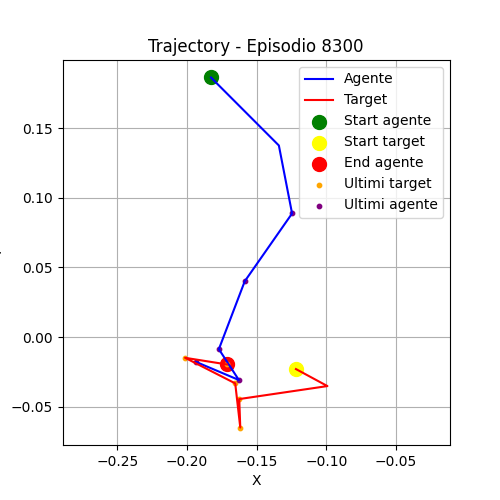 Trajectory - Episodio 8300
Agente
Target
Start agente
Start target
End agente
Ultimi target
Ultimi agente
0.15
0.10
0.05
0.00
−0.05
−0.25
−0.20
−0.15
−0.10
−0.05
X